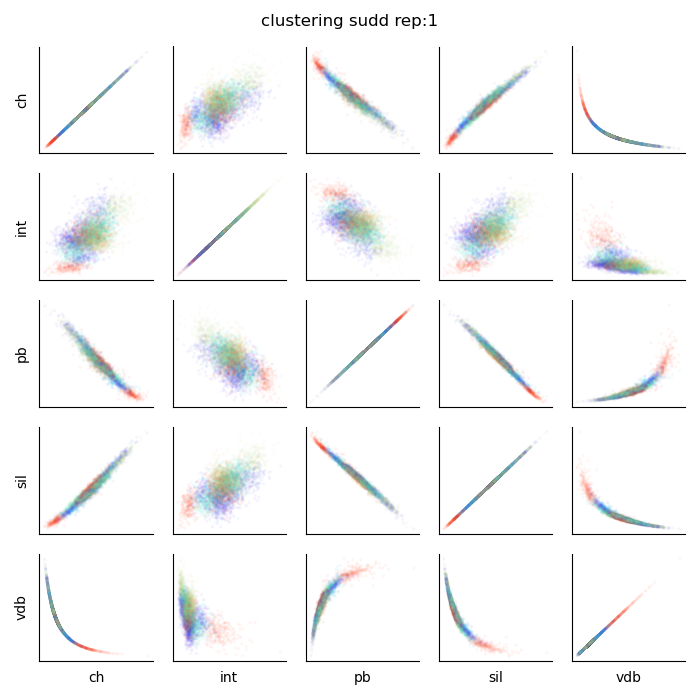 clustering sudd rep:1
ch
int
pb
sil
vdb
ch
int
pb
sil
vdb